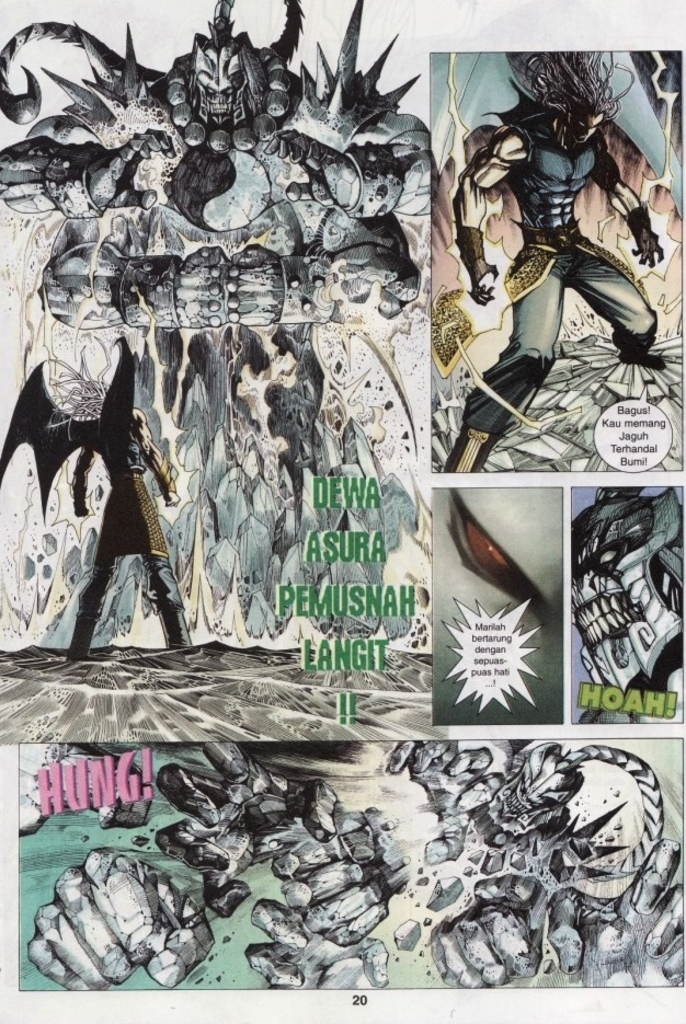 DEWA
ASURA
PEMUSNAH
LANGIT
!!
Bagus!
Kau memang
Jaguh
Terhandal
Bumi!
Marilah
bertarung
dengan
sepuas-
puas hati
...!
HOAH!
HUNG!
20